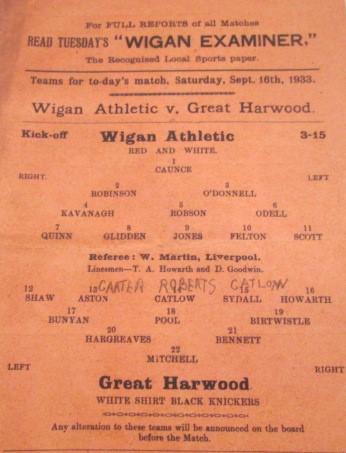 For FULL REPORTS of all Matches
READ TUESDAY'S "WIGAN EXAMINER,"
The Recognised Local Sports paper.
Teams for to-day's match, Saturday, Sept. 16th, 1933.
Wigan Athletic v. Great Harwood.
Kick-off Wigan Athletic 3-15
RED AND WHITE.
RIGHT. 1 LEFT
CAUNCE
2 3
ROBINSON O'DONNELL
4 5 6
KAVANAGH ROBSON ODELL
7 8 9 10 11
QUINN GLIDDEN JONES FELTON SCOTT
Referee: W. Martin, Liverpool.
Linesmen—T. A. Howarth and D. Goodwin.
CARTER ROBERTS CATLOW
12 13 14 15 16
SHAW ASTON CATLOW SYDALL HOWARTH
17 18 19
BUNYAN POOL BIRTWISTLE
20 21
HARGREAVES BENNETT
22
MITCHELL
LEFT RIGHT
Great Harwood
WHITE SHIRT BLACK KNICKERS
Any alteration to these teams will be announced on the board
before the Match.